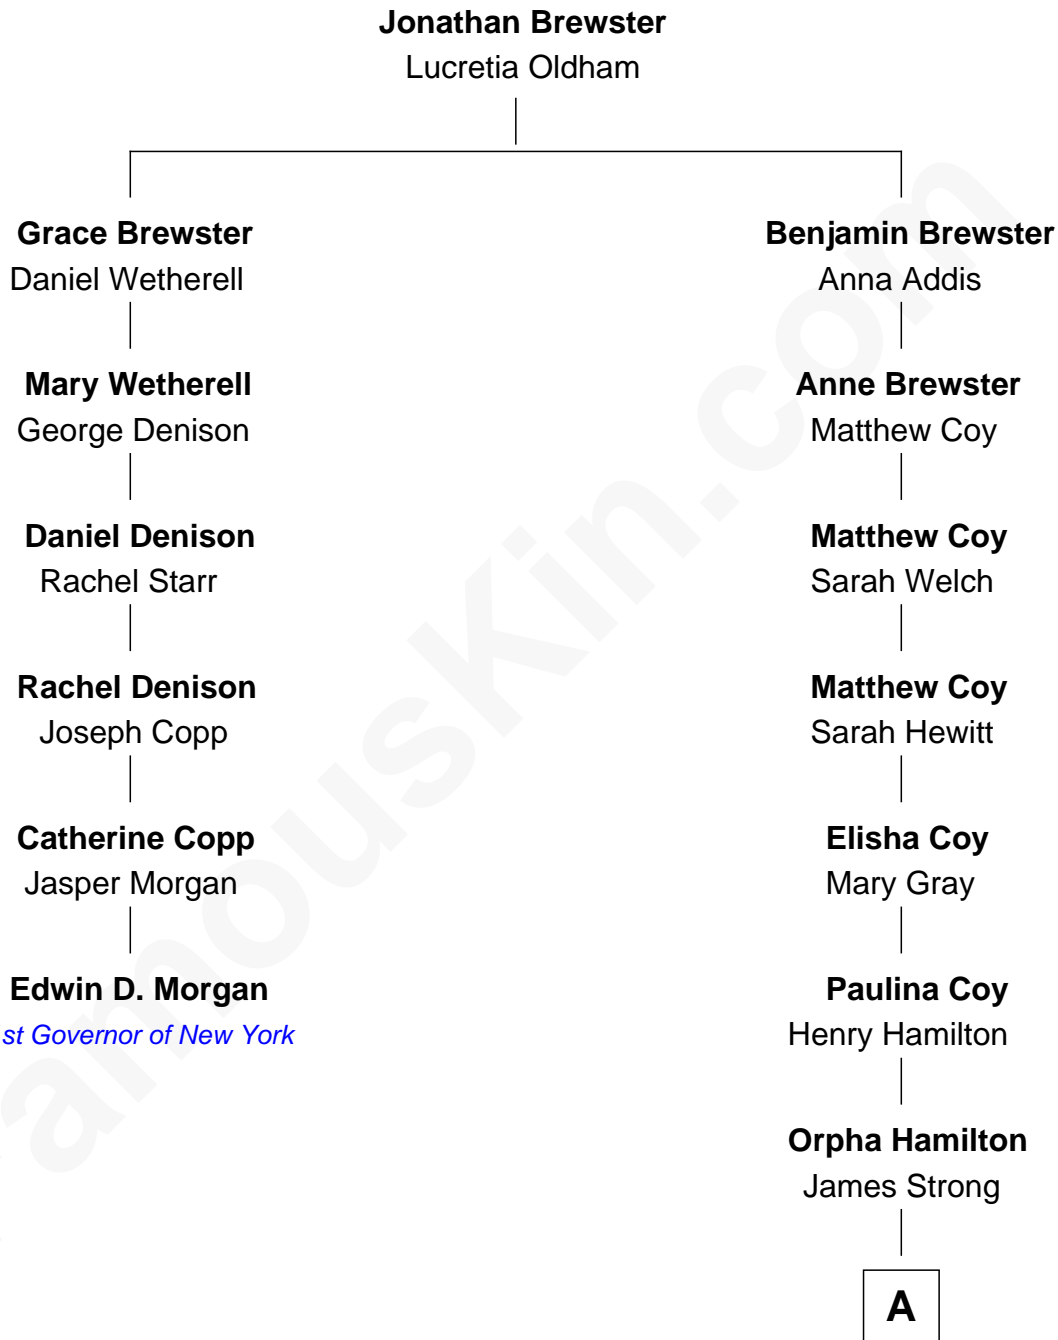 Jonathan Brewster
Lucretia Oldham
Grace Brewster
Daniel Wetherell
Benjamin Brewster
Anna Addis
Mary Wetherell
George Denison
Anne Brewster
Matthew Coy
Daniel Denison
Rachel Starr
Matthew Coy
Sarah Welch
Rachel Denison
Joseph Copp
Matthew Coy
Sarah Hewitt
Catherine Copp
Jasper Morgan
Elisha Coy
Mary Gray
Edwin D. Morgan
st Governor of New York
Paulina Coy
Henry Hamilton
Orpha Hamilton
James Strong
A
amouskin.com